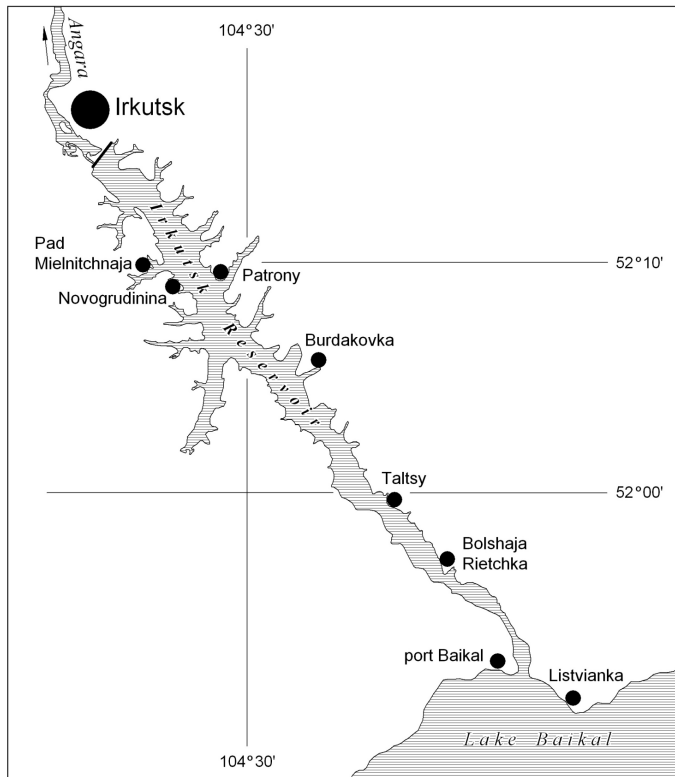 104°30'
Angara
Irkutsk
Irkutsk Reservoir
Pad
Mielnitchnaja
52°10'
Patrony
Novogrudinina
Burdakovka
Taltsy
52°00'
Bolshaja
Rietchka
port Baikal
Listvianka
Lake Baikal
104°30'